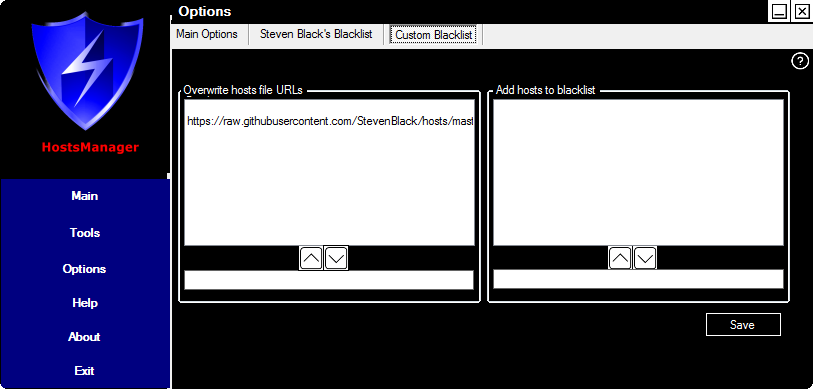 Options
Main Options
Steven Black's Blacklist
Custom Blacklist
?
HostsManager
Main
Tools
Options
Help
About
Exit
Overwrite hosts file URLs
https://raw.githubusercontent.com/StevenBlack/hosts/mast
Add hosts to blacklist
Save